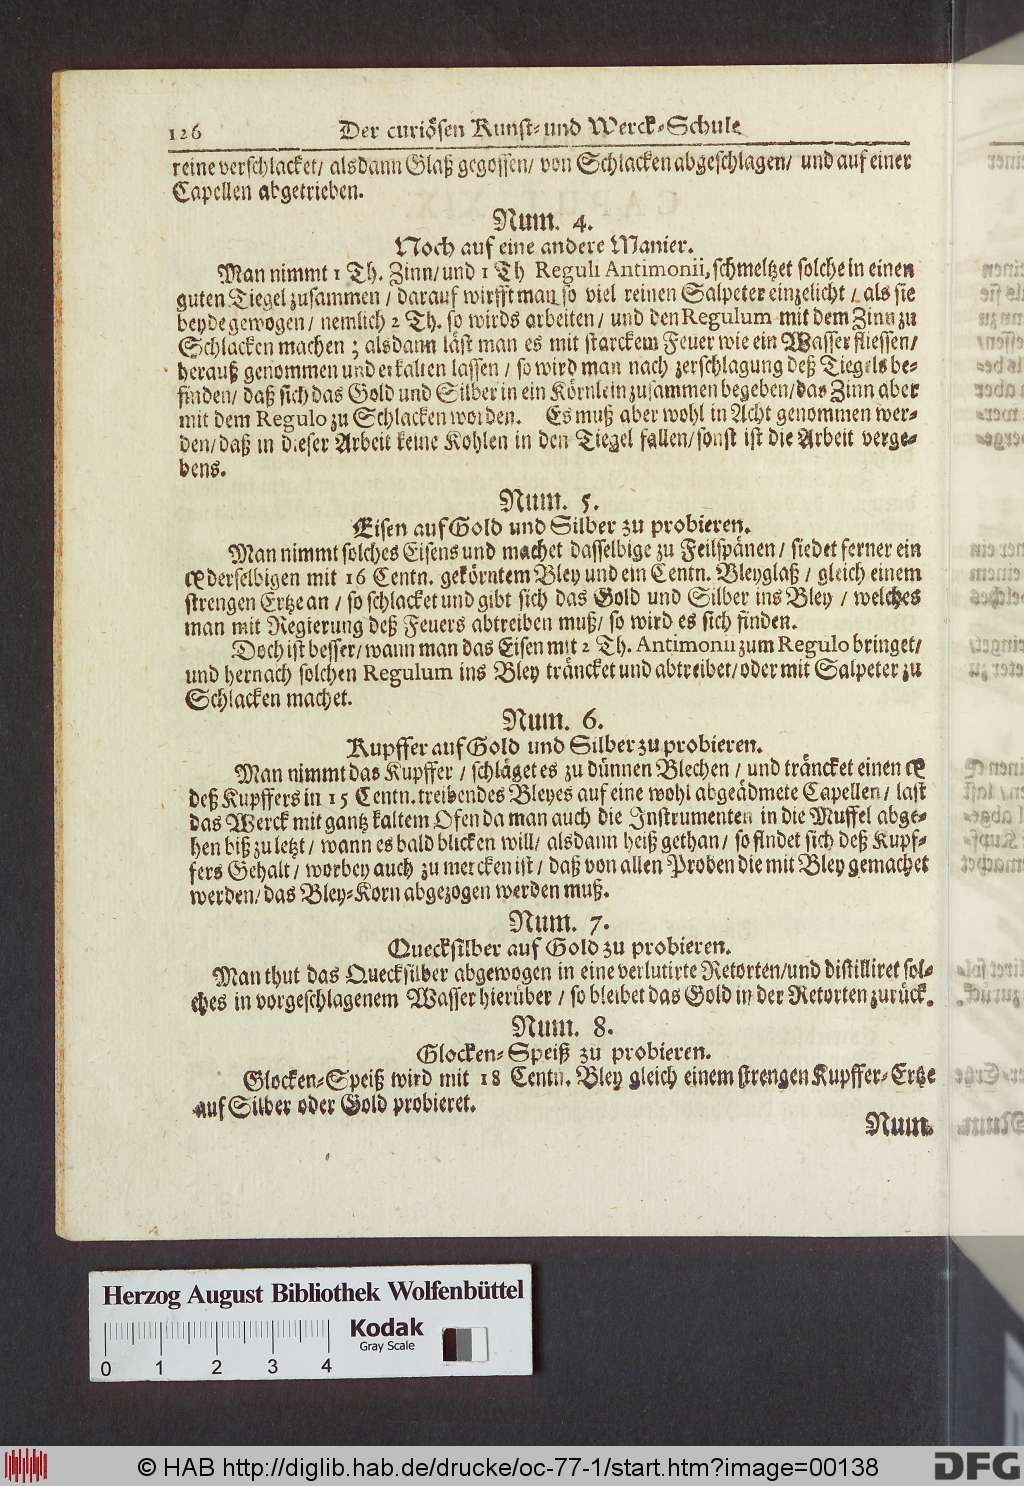 126 Der curiösen Kunst- und Werck-Schule
reine verschlacket/ alsdann Glaß gegossen/ von Schlacken abgeschlagen/ und auf einer
Capellen abgetrieben.
Num. 4.
Noch auf eine andere Manier.
Man nimmt 1 Th. Zinn/ und 1 Th Reguli Antimonii, schmeltzet solche in einen
guten Tiegel zusammen / darauf wirfft man so viel reinen Salpeter einzelicht / als sie
beyde gewogen/ nemlich 2 Th. so wirds arbeiten/ und den Regulum mit dem Zinn zu
Schlacken machen ; alsdann läst man es mit starckem Feuer wie ein Wasser fliessen/
herauß genommen und erkalten lassen / so wird man nach zerschlagung deß Tiegels be-
finden/ daß sich das Gold und Silber in ein Körnlein zusammen begeben/ das Zinn aber
mit dem Regulo zu Schlacken worden. Es muß aber wohl in Acht genommen wer-
den/ daß in dieser Arbeit keine Kohlen in den Tiegel fallen/ sonst ist die Arbeit verge-
bens.
Num. 5.
Eisen auf Gold und Silber zu probieren.
Man nimmt solches Eisens und machet dasselbige zu Feilspänen / siedet ferner ein
derselbigen mit 16 Centn. gekörntem Bley und ein Centn. Bleyglaß / gleich einem
strengen Ertze an / so schlacket und gibt sich das Gold und Silber ins Bley / welches
man mit Regierung deß Feuers abtreiben muß/ so wird es sich finden.
Doch ist besser/ wann man das Eisen mit 2 Th. Antimonii zum Regulo bringet/
und hernach solchen Regulum ins Bley träncket und abtreibet/ oder mit Salpeter zu
Schlacken machet.
Num. 6.
Kupffer auf Gold und Silber zu probieren.
Man nimmt das Kupffer / schläget es zu dünnen Blechen / und träncket einen
deß Kupffers in 15 Centn. treibendes Bleyes auf eine wohl abgeädmete Capellen / last
das Werck mit gantz kaltem Ofen da man auch die Instrumenten in die Muffel abge-
hen biß zu letzt / wann es bald blicken will/ alsdann heiß gethan / so findet sich deß Kupf-
fers Gehalt / worbey auch zu mercken ist / daß von allen Proben die mit Bley gemachet
werden/ das Bley-Korn abgezogen werden muß.
Num. 7.
Quecksilber auf Gold zu probieren.
Man thut das Quecksilber abgewogen in eine verlutirte Retorten/ und distilliret sol-
ches in vorgeschlagenem Wasser hierüber / so bleibet das Gold in der Retorten zurück.
Num. 8.
Glocken-Speiß zu probieren.
Glocken-Speiß wird mit 18 Centn. Bley gleich einem strengen Kupffer-Ertze
auf Silber oder Gold probieret.
Num.
Herzog August Bibliothek Wolfenbüttel
Kodak
Gray Scale
0 1 2 3 4
© HAB http://diglib.hab.de/drucke/oc-77-1/start.htm?image=00138
DFG